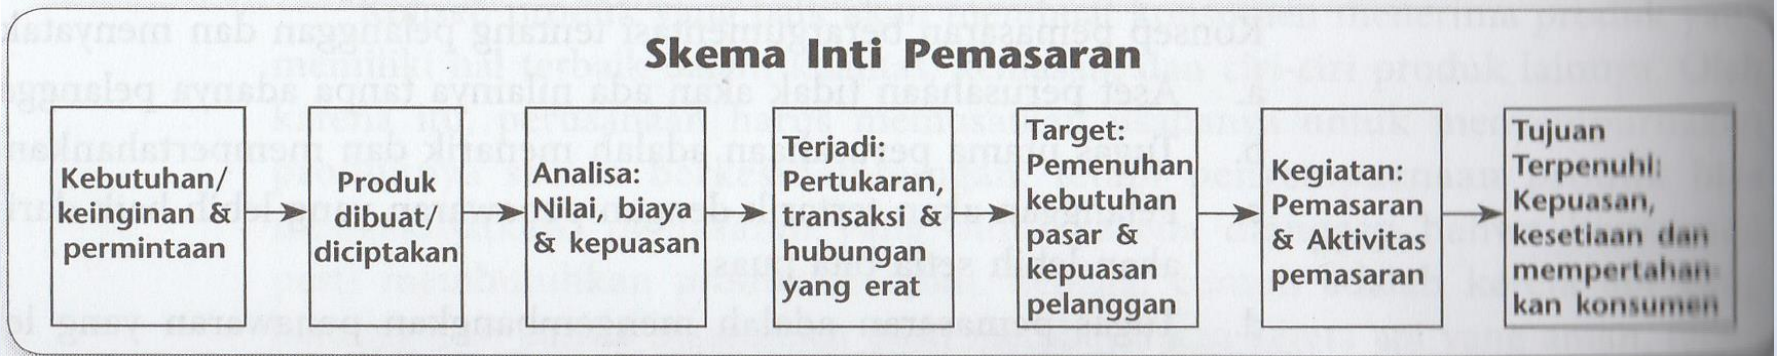 Skema Inti Pemasaran
Kebutuhan/
keinginan &
permintaan
Produk
dibuat/
diciptakan
Analisa:
Nilai, biaya
& kepuasan
Terjadi:
Pertukaran,
transaksi &
hubungan
yang erat
Target:
Pemenuhan
kebutuhan
pasar &
kepuasan
pelanggan
Kegiatan:
Pemasaran
& Aktivitas
pemasaran
Tujuan
Terpenuhi:
Kepuasan,
kesetiaan dan
mempertahan-
kan konsumen